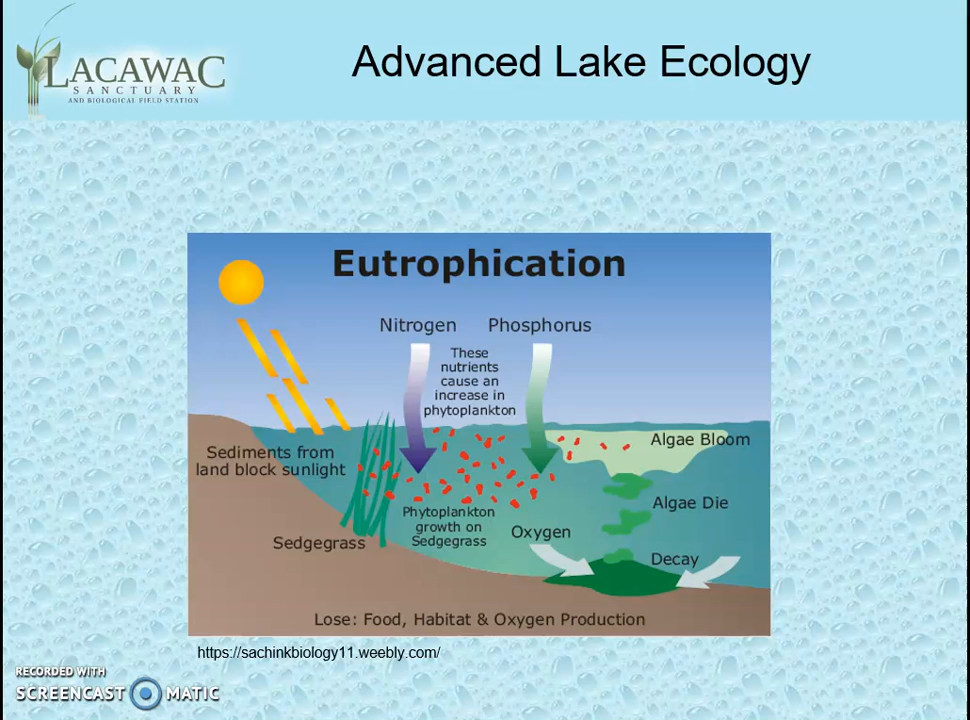 LACAWAC
SANCTUARY
AND BIOLOGICAL FIELD STATION
Advanced Lake Ecology
Eutrophication
Nitrogen
Phosphorus
These
nutrients
cause an
increase in
phytoplankton
Sediments from
land block sunlight
Algae Bloom
Algae Die
Phytoplankton
growth on
Sedgegrass
Oxygen
Sedgegrass
Decay
Lose: Food, Habitat & Oxygen Production
https://sachinkbiology11.weebly.com/
RECORDED WITH
SCREENCAST MATIC